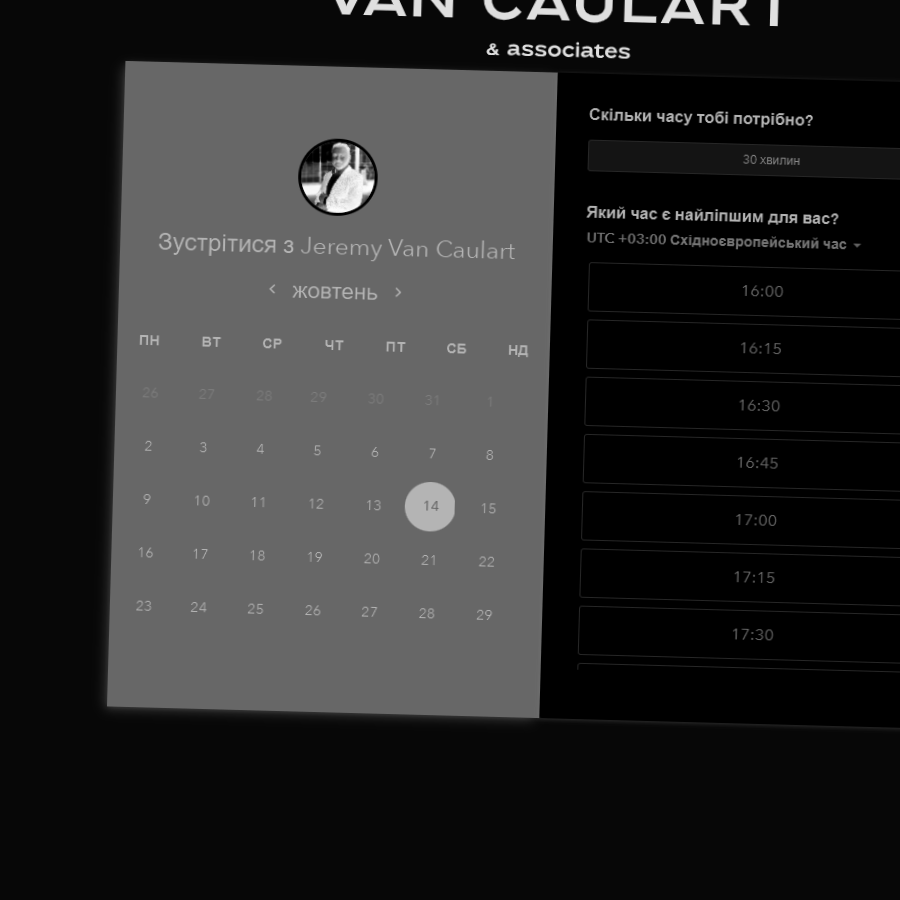 VAN CAULART
& associates
Зустрітися з Jeremy Van Caulart
жовтень
ПН ВТ СР ЧТ ПТ СБ НД
26 27 28 29 30 31 1
2 3 4 5 6 7 8
9 10 11 12 13 14 15
16 17 18 19 20 21 22
23 24 25 26 27 28 29
Скільки часу тобі потрібно?
30 хвилин
Який час є найліпшим для вас?
UTC +03:00 Східноєвропейський час
16:00
16:15
16:30
16:45
17:00
17:15
17:30